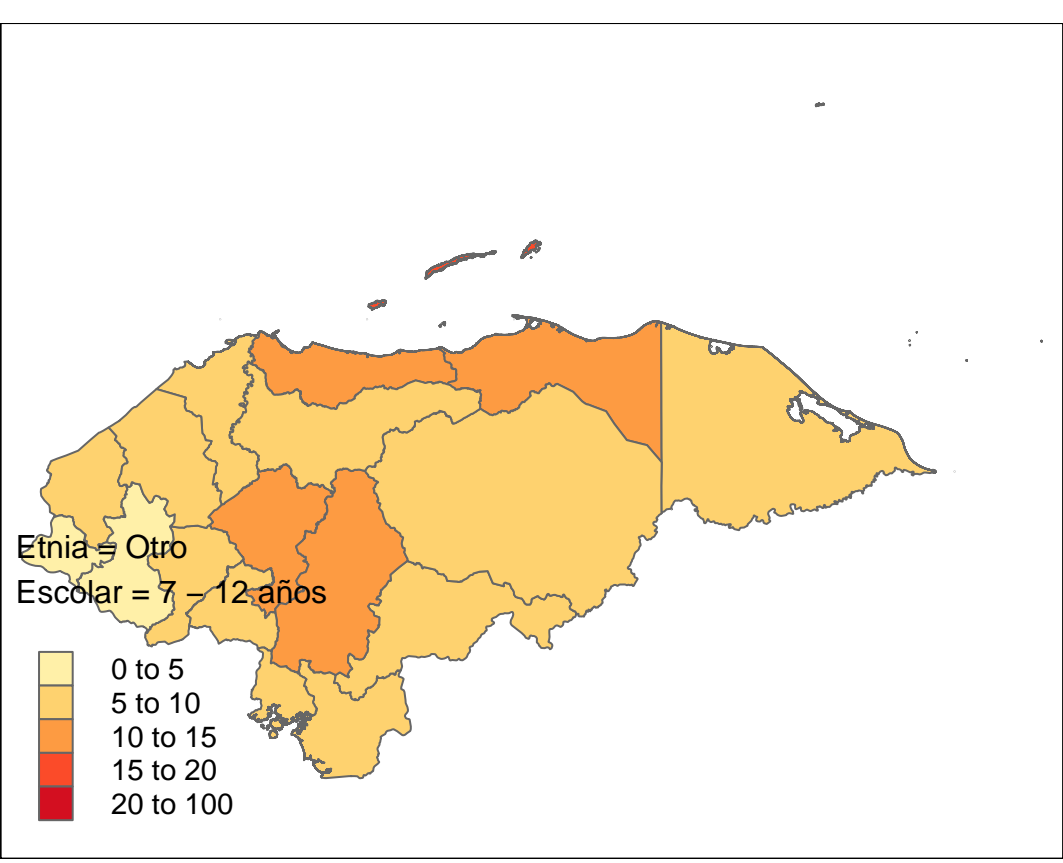 Etnia = Otro
Escolar = 7 – 12 años
0 to 5
5 to 10
10 to 15
15 to 20
20 to 100